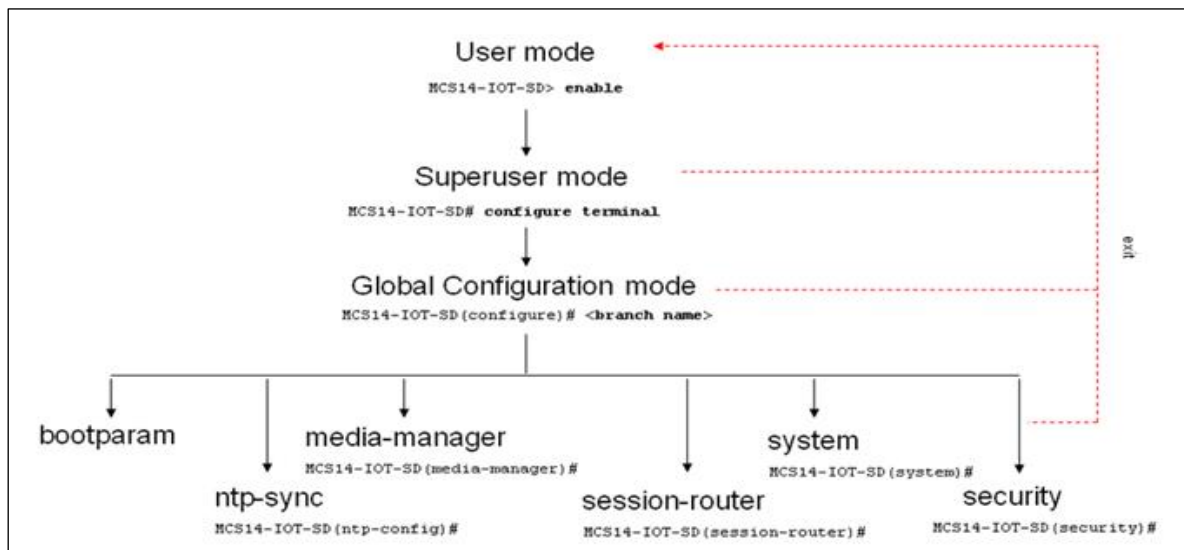 User mode
MCS14-IOT-SD> enable
Superuser mode
MCS14-IOT-SD# configure terminal
exit
Global Configuration mode
MCS14-IOT-SD(configure)# <branch name>
bootparam
media-manager
MCS14-IOT-SD(media-manager)#
system
MCS14-IOT-SD(system)#
ntp-sync
MCS14-IOT-SD(ntp-config)#
session-router
MCS14-IOT-SD(session-router)#
security
MCS14-IOT-SD(security)#